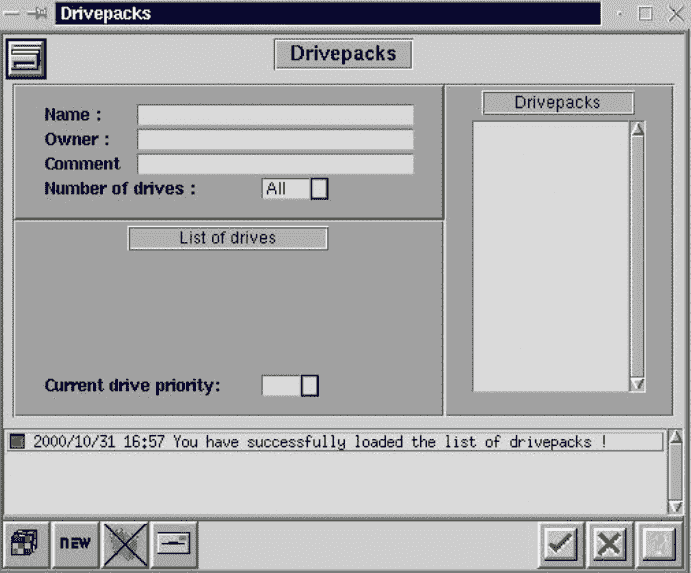 Drivepacks
Drivepacks
Name :
Owner :
Comment
Number of drives : All
List of drives
Current drive priority:
Drivepacks
2000/10/31 16:57 You have successfully loaded the list of drivepacks !
NEW